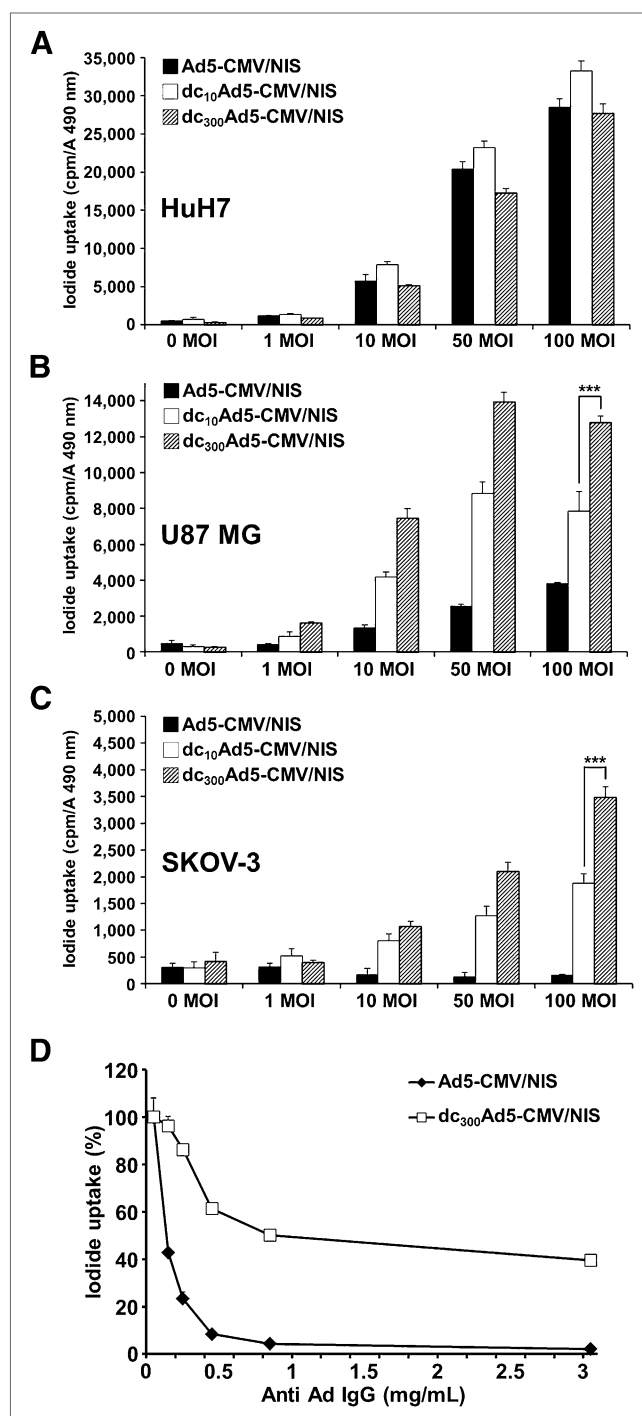 A
Ad5-CMV/NIS
dc10Ad5-CMV/NIS
dc300Ad5-CMV/NIS
HuH7
Iodide uptake (cpm/A 490 nm)
35,000
30,000
25,000
20,000
15,000
10,000
5,000
0
0 MOI 1 MOI 10 MOI 50 MOI 100 MOI
B
Ad5-CMV/NIS
dc10Ad5-CMV/NIS
dc300Ad5-CMV/NIS
***
U87 MG
Iodide uptake (cpm/A 490 nm)
14,000
12,000
10,000
8,000
6,000
4,000
2,000
0
0 MOI 1 MOI 10 MOI 50 MOI 100 MOI
C
Ad5-CMV/NIS
dc10Ad5-CMV/NIS
dc300Ad5-CMV/NIS
***
SKOV-3
Iodide uptake (cpm/A 490 nm)
5,000
4,500
4,000
3,500
3,000
2,500
2,000
1,500
1,000
500
0
0 MOI 1 MOI 10 MOI 50 MOI 100 MOI
D
Ad5-CMV/NIS
dc300Ad5-CMV/NIS
Iodide uptake (%)
120
100
80
60
40
20
0
0 0.5 1 1.5 2 2.5 3
Anti Ad IgG (mg/mL)